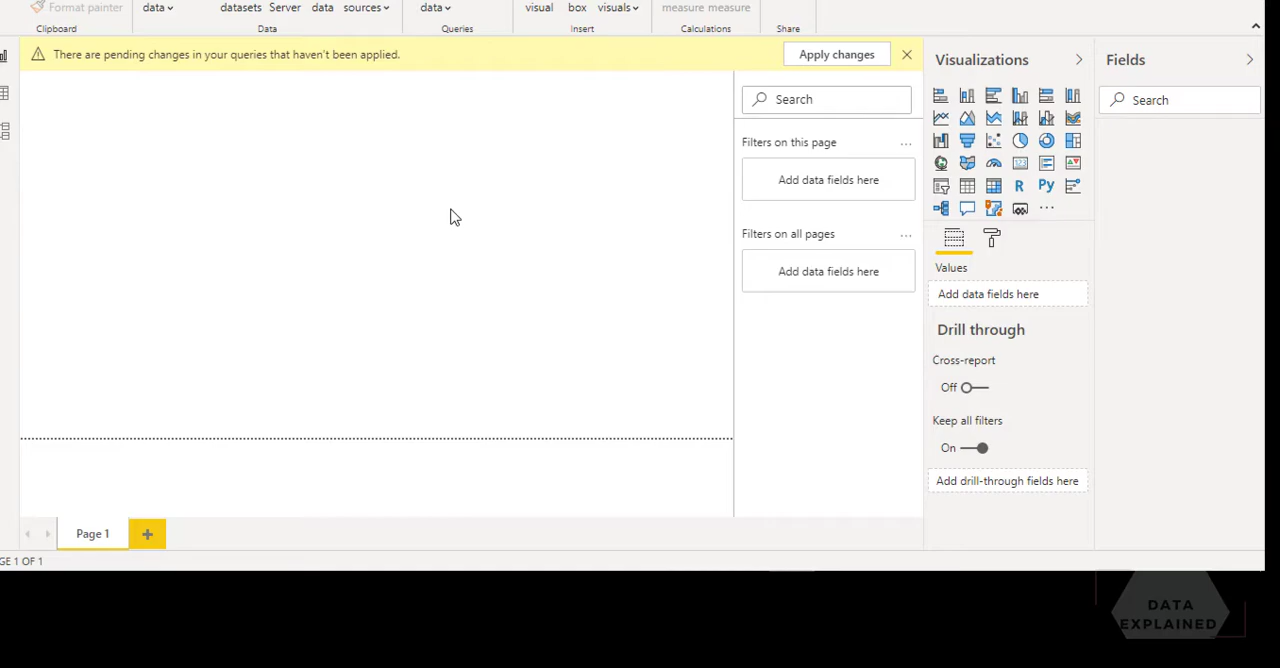 Format painter
data
datasets Server data sources
data
visual box visuals
measure measure
Clipboard
Data
Queries
Insert
Calculations
Share
There are pending changes in your queries that haven't been applied.
Apply changes
Search
Filters on this page
...
Add data fields here
Filters on all pages
...
Add data fields here
Visualizations
R
Py
...
Values
Add data fields here
Drill through
Cross-report
Off
Keep all filters
On
Add drill-through fields here
Fields
Search
Page 1
GE 1 OF 1
DATA
EXPLAINED